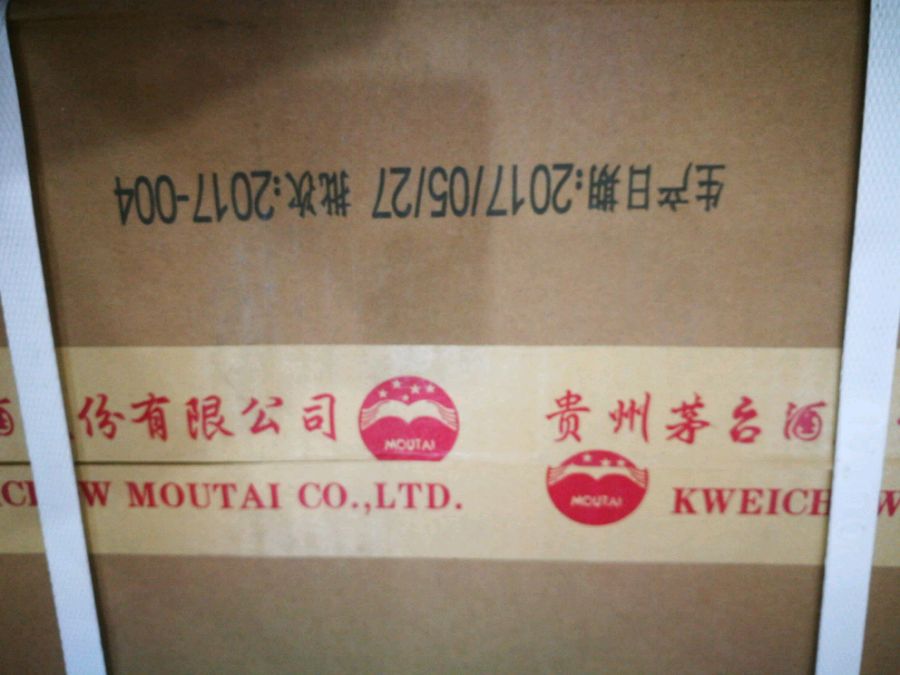 生产日期:2017/05/27 批次:2017-004
酒 份有限公司 MOUTAI 贵州茅台酒
W MOUTAI CO.,LTD. MOUTAI KWEICH W